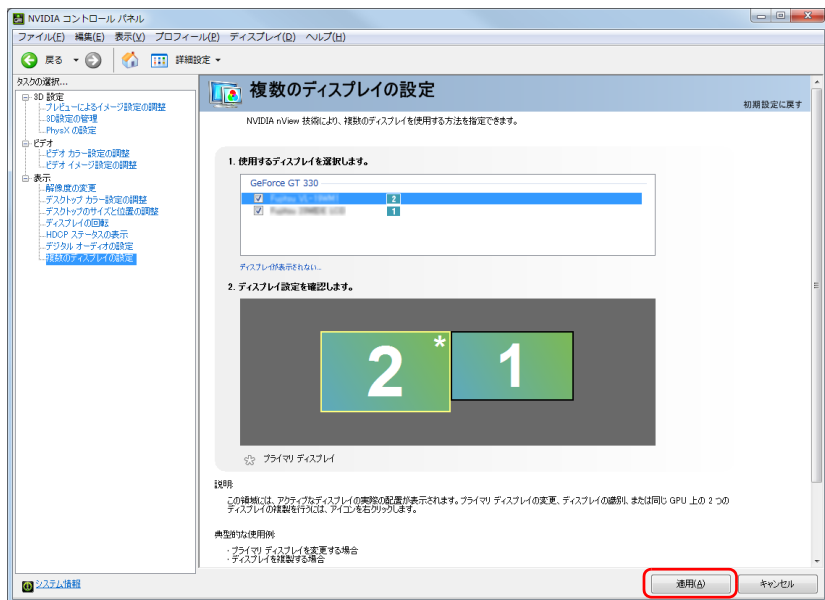 NVIDIA コントロール パネル
ファイル(F) 編集(E) 表示(V) プロフィール(P) ディスプレイ(D) ヘルプ(H)
戻る 詳細設定
タスクの選択...
3D 設定
プレビューによるイメージ設定の調整
3D設定の管理
PhysX の設定
ビデオ
ビデオ カラー設定の調整
ビデオ イメージ設定の調整
表示
解像度の変更
デスクトップ カラー設定の調整
デスクトップのサイズと位置の調整
ディスプレイの回転
HDCP ステータスの表示
デジタル オーディオの設定
複数のディスプレイの設定
システム情報
複数のディスプレイの設定
初期設定に戻す
NVIDIA nView 技術により、複数のディスプレイを使用する方法を指定できます。
1. 使用するディスプレイを選択します。
GeForce GT 330
2
1
ディスプレイが表示されない...
2. ディスプレイ設定を確認します。
2 * 1
プライマリ ディスプレイ
説明:
この領域には、アクティブなディスプレイの実際の配置が表示されます。プライマリ ディスプレイの変更、ディスプレイの識別、または同じ GPU 上の 2 つの
ディスプレイの複製を行うには、アイコンを右クリックします。
典型的な使用例:
・プライマリ ディスプレイを変更する場合
・ディスプレイを複製する場合
適用(A) キャンセル